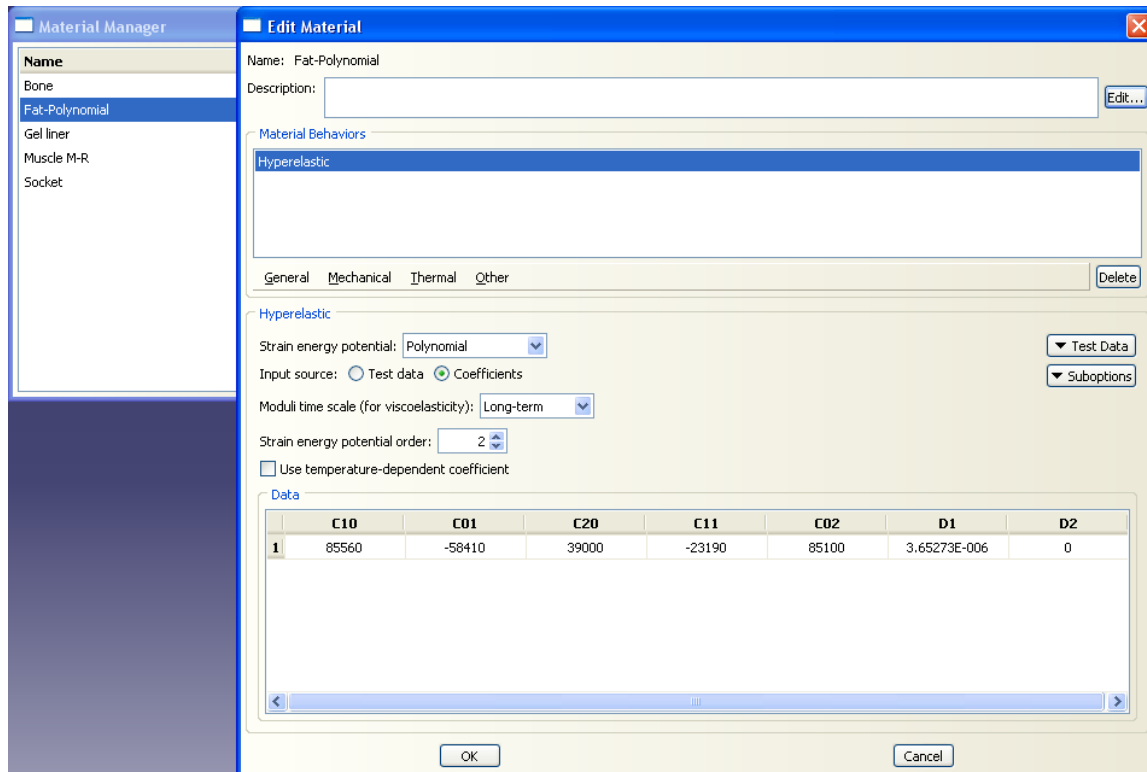 Material Manager
Name
Bone
Fat-Polynomial
Gel liner
Muscle M-R
Socket
Edit Material
Name: Fat-Polynomial
Description:
Edit...
Material Behaviors
Hyperelastic
General Mechanical Thermal Other
Delete
Hyperelastic
Strain energy potential: Polynomial
Test Data
Input source: Test data Coefficients
Suboptions
Moduli time scale (for viscoelasticity): Long-term
Strain energy potential order: 2
Use temperature-dependent coefficient
Data
C10 C01 C20 C11 C02 D1 D2
1 85560 -58410 39000 -23190 85100 3.65273E-006 0
OK Cancel